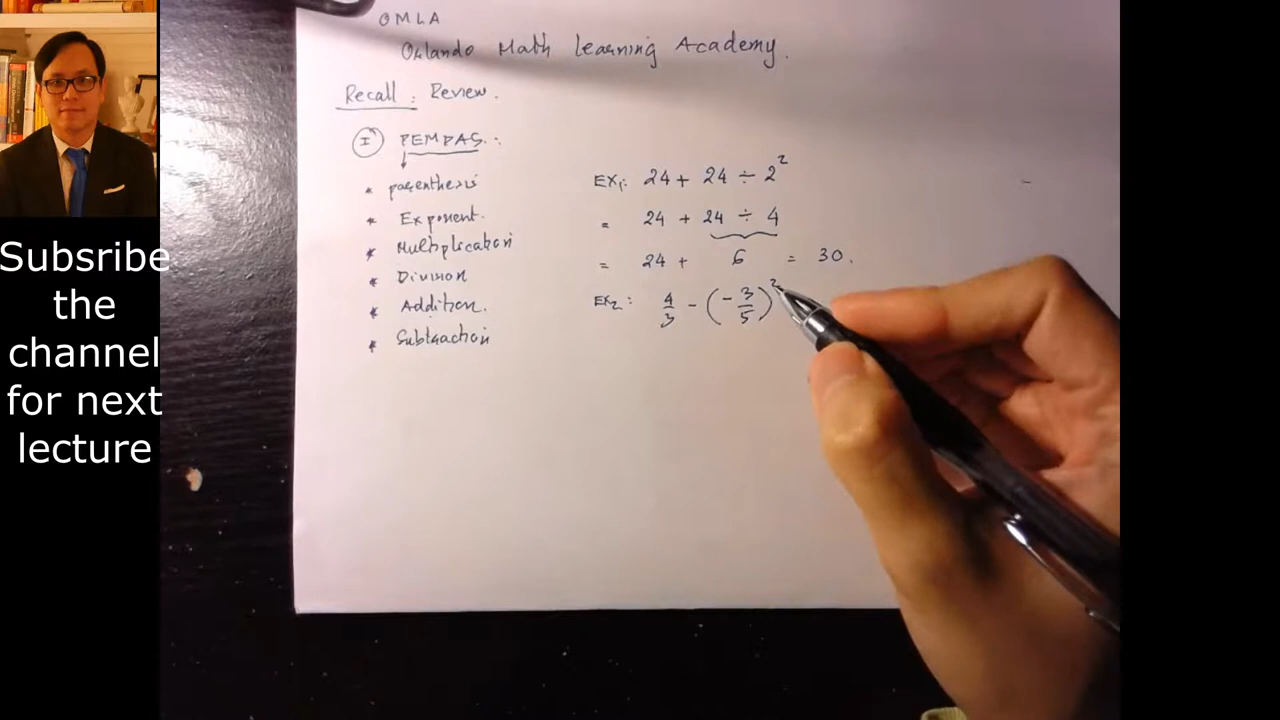 OMLA
Orlando Math Learning Academy.
Recall: Review.
I PEMDAS:
* parenthesis
* Exponent.
* Multiplication
* Division
* Addition.
* Subtraction
EX1: 24 + 24 ÷ 2²
= 24 + 24 ÷ 4
= 24 + 6 = 30.
EX2: 4/3 - (-3/5)²
Subsribe
the
channel
for next
lecture